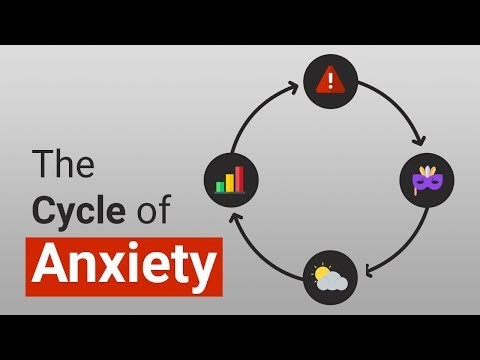 The
Cycle of
Anxiety